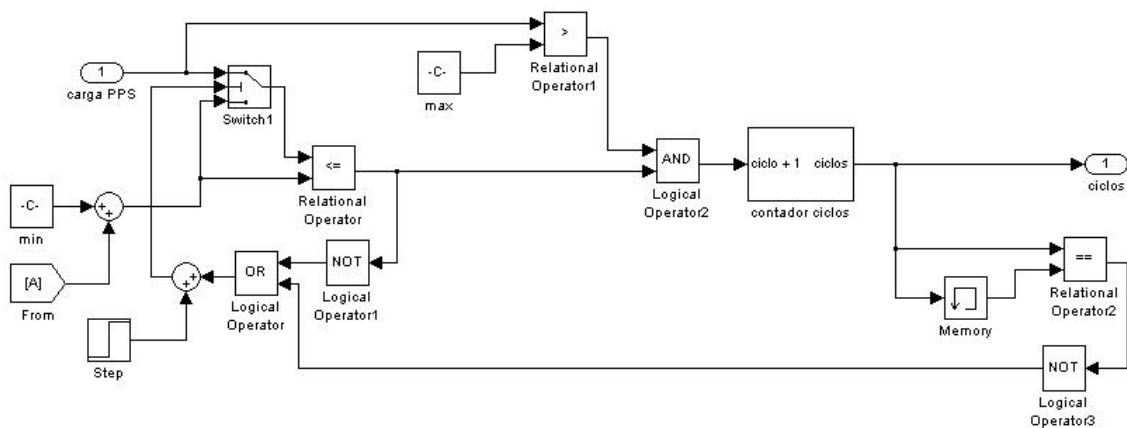 >
Relational
Operator1
-C-
max
1
carga PPS
Switch1
<=
Relational
Operator
AND
Logical
Operator2
ciclo + 1 ciclos
contador ciclos
1
ciclos
-C-
min
++
[A]
From
++
OR
Logical
Operator
NOT
Logical
Operator1
Step
==
Relational
Operator2
Memory
NOT
Logical
Operator3